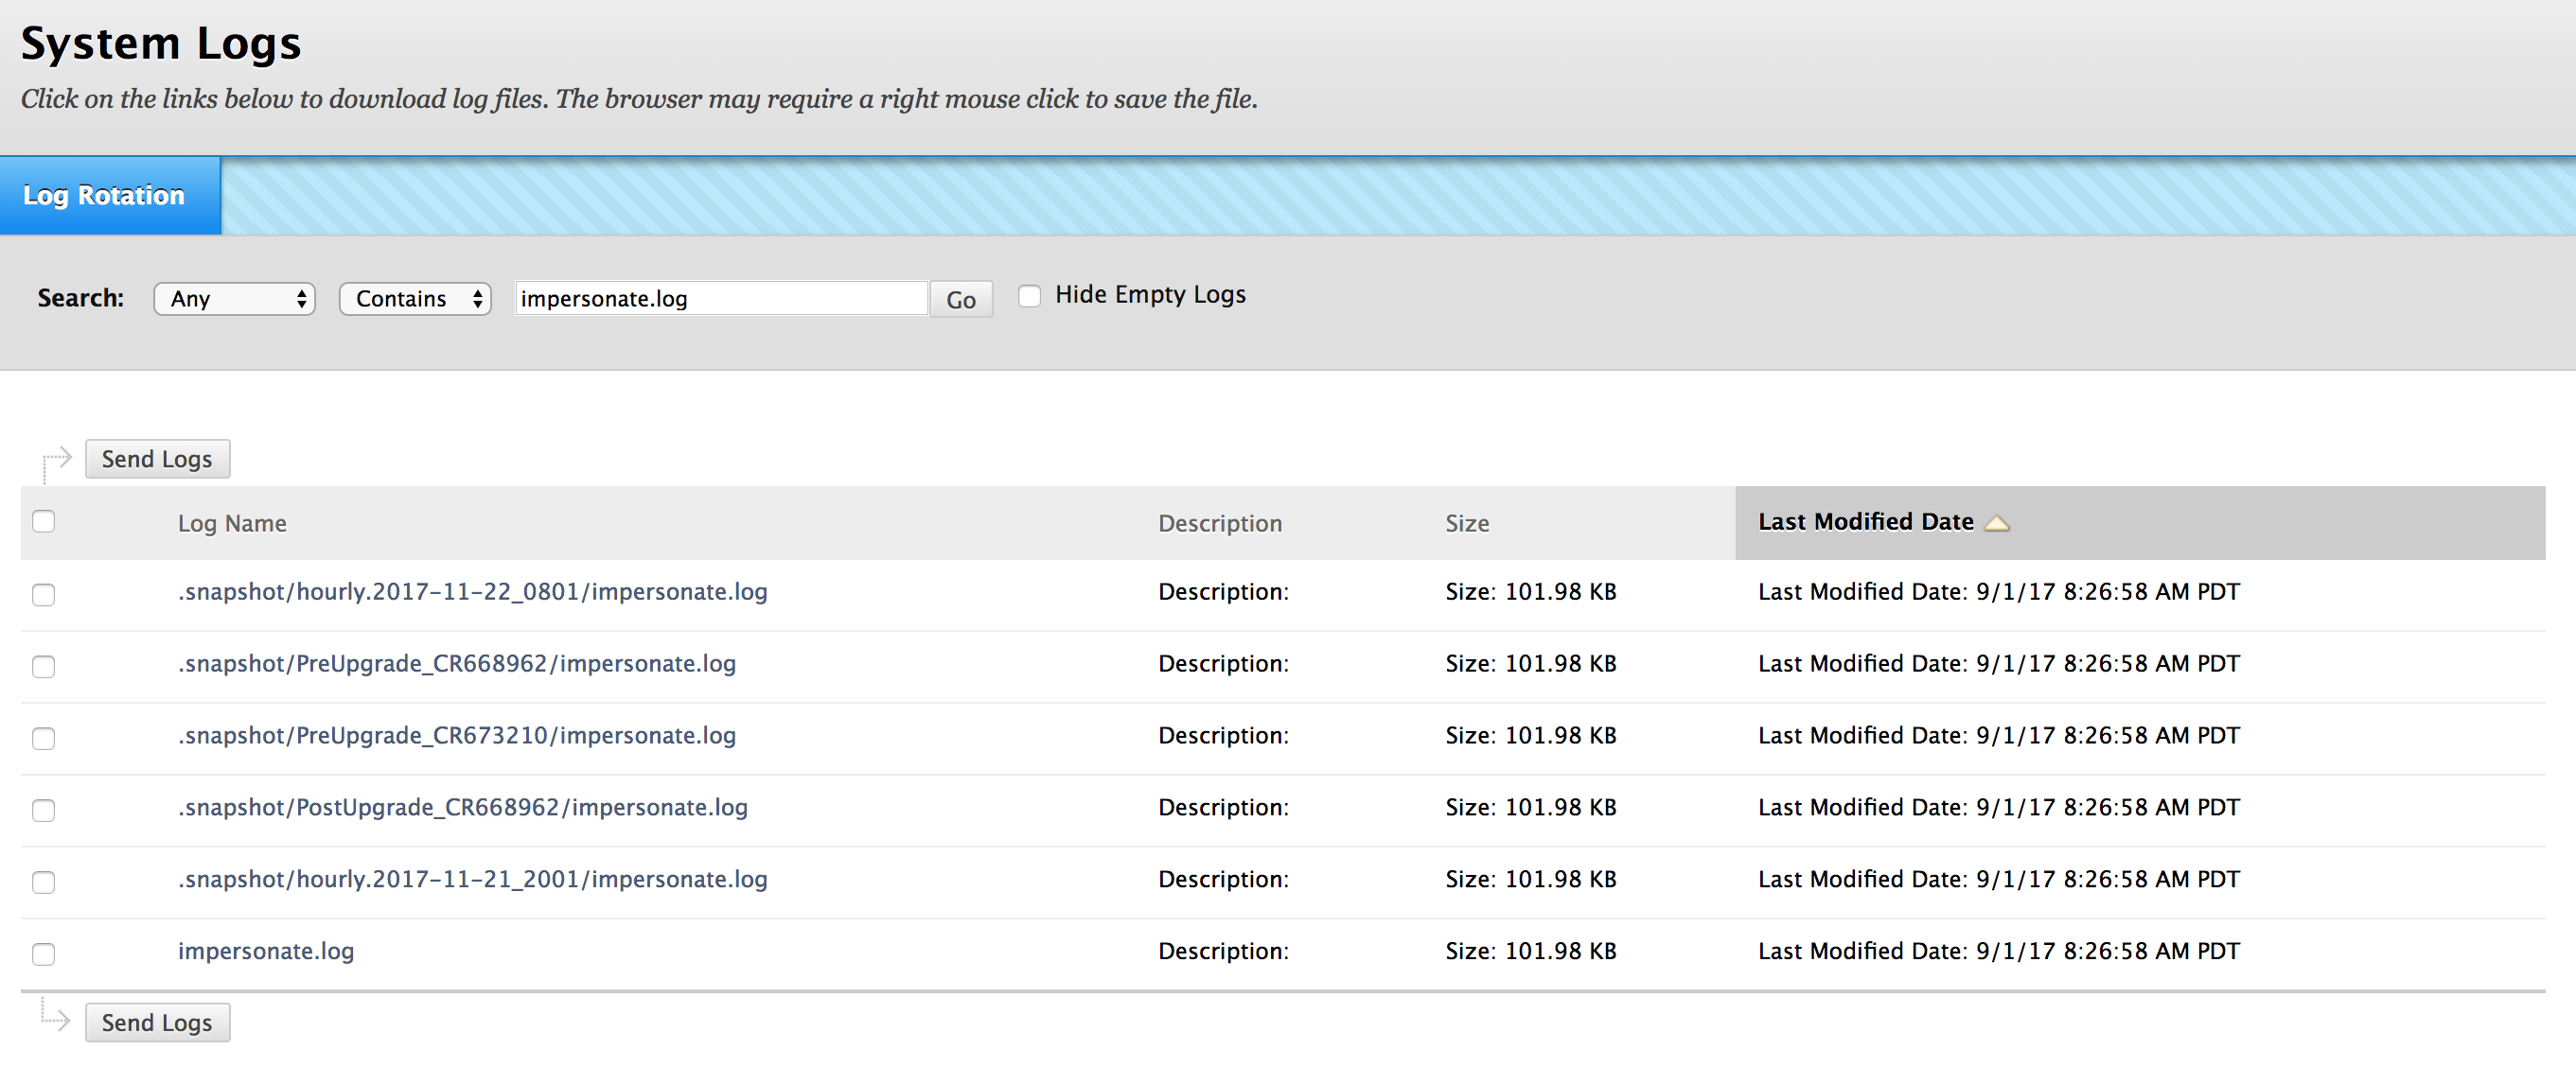 System Logs
Click on the links below to download log files. The browser may require a right mouse click to save the file.
Log Rotation
Search: Any Contains impersonate.log Go Hide Empty Logs
Send Logs
Log Name Description Size Last Modified Date
.snapshot/hourly.2017-11-22_0801/impersonate.log Description: Size: 101.98 KB Last Modified Date: 9/1/17 8:26:58 AM PDT
.snapshot/PreUpgrade_CR668962/impersonate.log Description: Size: 101.98 KB Last Modified Date: 9/1/17 8:26:58 AM PDT
.snapshot/PreUpgrade_CR673210/impersonate.log Description: Size: 101.98 KB Last Modified Date: 9/1/17 8:26:58 AM PDT
.snapshot/PostUpgrade_CR668962/impersonate.log Description: Size: 101.98 KB Last Modified Date: 9/1/17 8:26:58 AM PDT
.snapshot/hourly.2017-11-21_2001/impersonate.log Description: Size: 101.98 KB Last Modified Date: 9/1/17 8:26:58 AM PDT
impersonate.log Description: Size: 101.98 KB Last Modified Date: 9/1/17 8:26:58 AM PDT
Send Logs